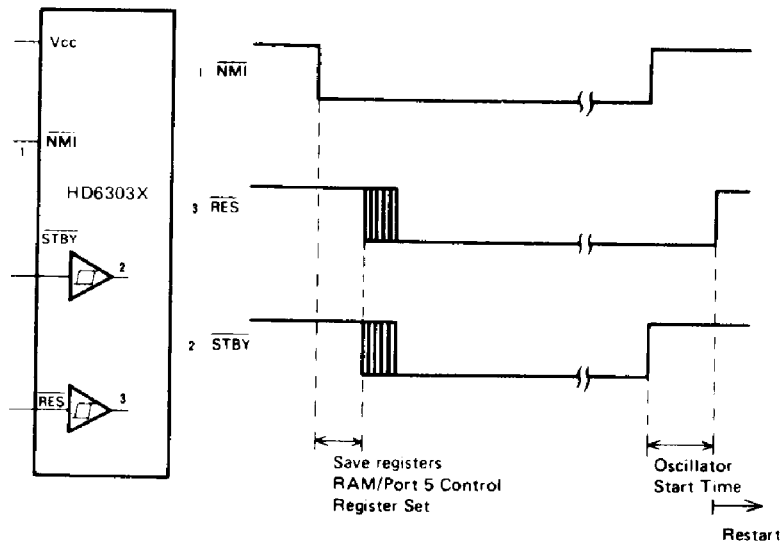 Vcc
1 NMI
HD6303X
STBY
2
RES
3
1 NMI
3 RES
2 STBY
Save registers
RAM/Port 5 Control
Register Set
Oscillator
Start Time
Restart